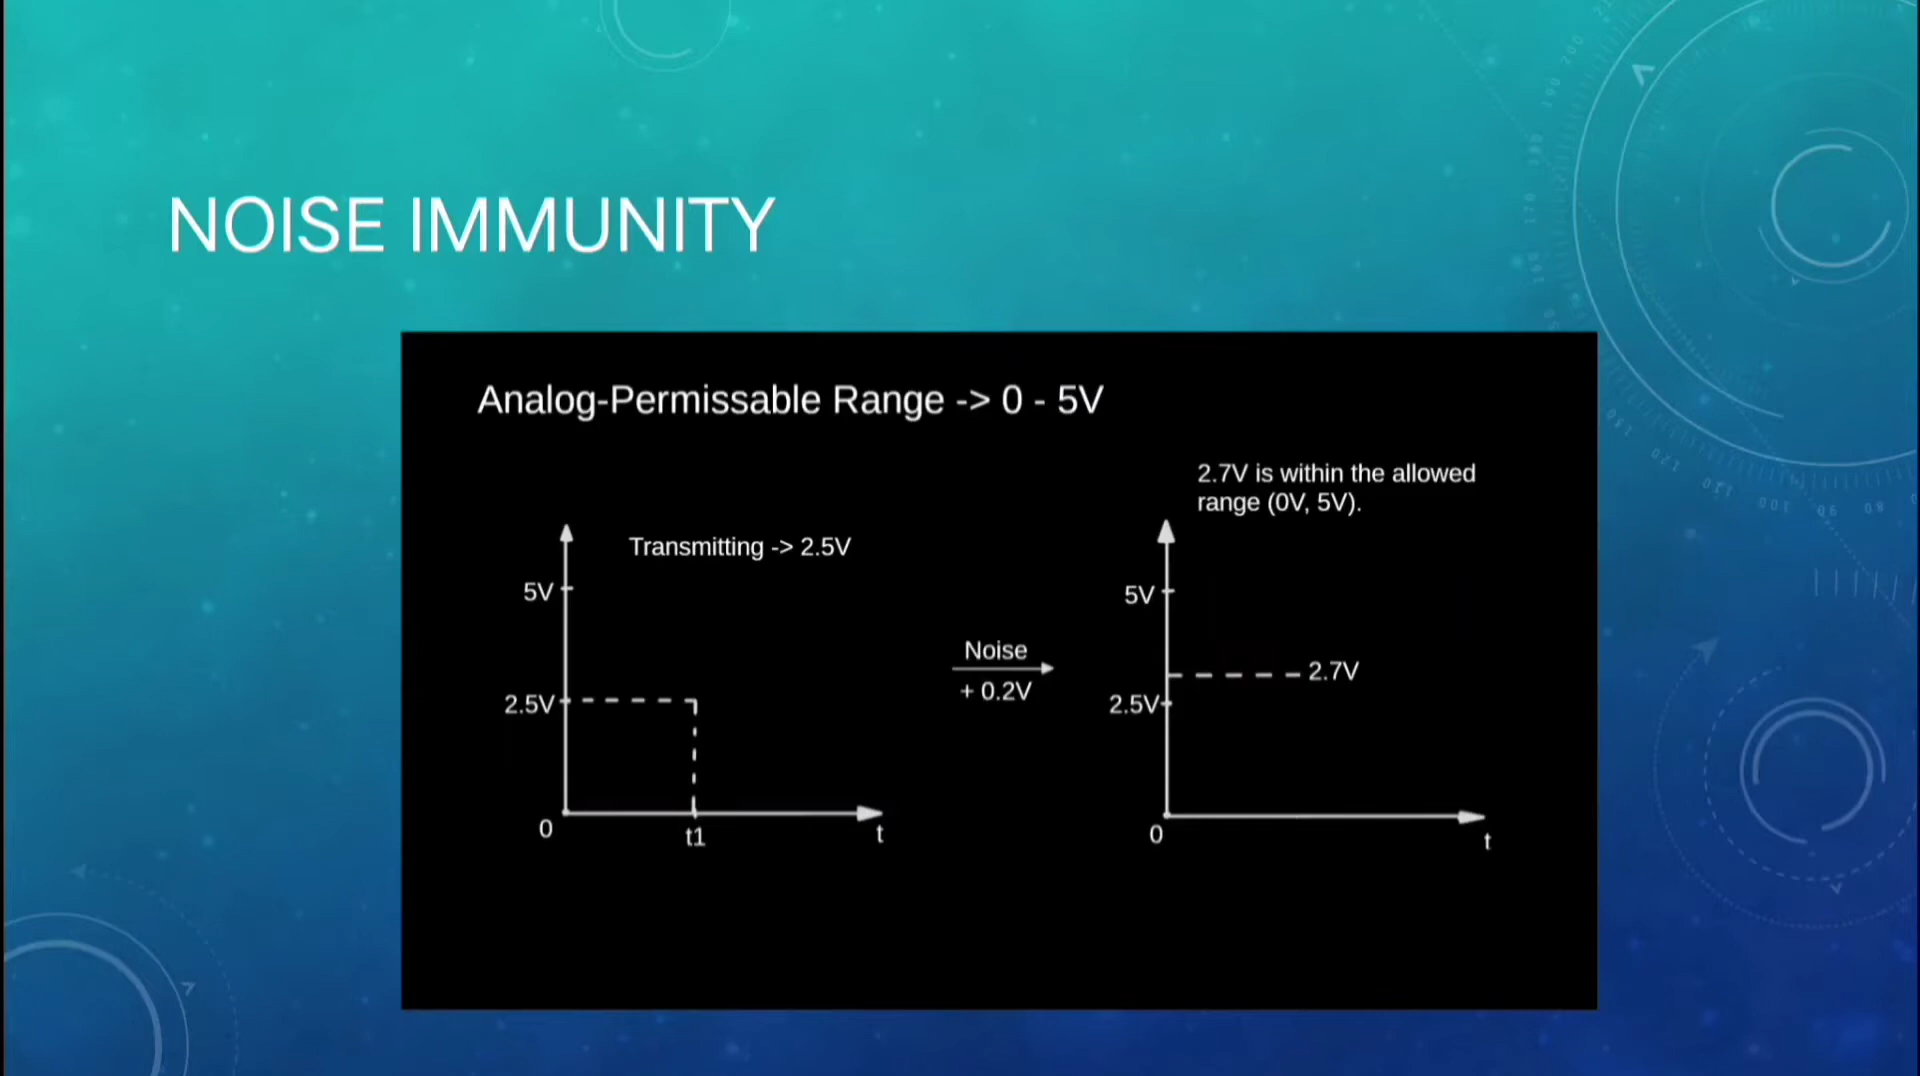 NOISE IMMUNITY
Analog-Permissable Range -> 0 - 5V
2.7V is within the allowed
range (0V, 5V).
Transmitting -> 2.5V
5V
5V
Noise
+ 0.2V
2.7V
2.5V
2.5V
0
t1
t
0
t